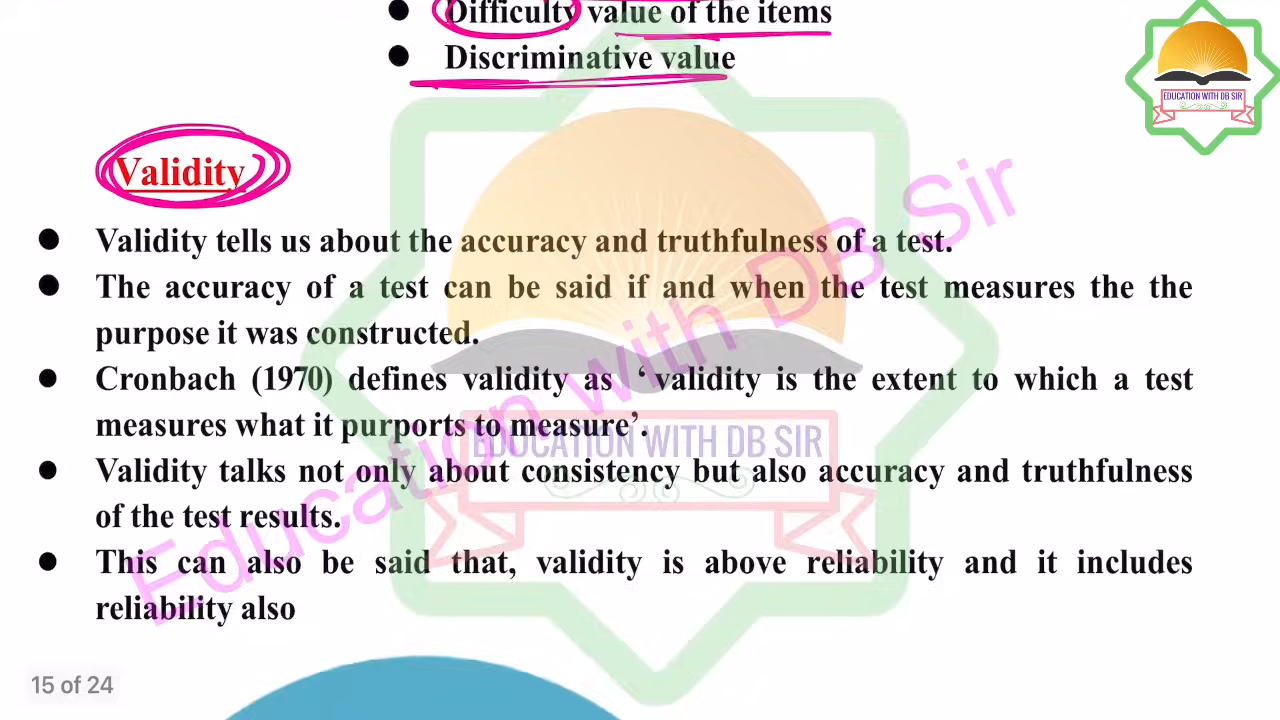 ● Difficulty value of the items
● Discriminative value
EDUCATION WITH DB SIR
Validity
● Validity tells us about the accuracy and truthfulness of a test.
● The accuracy of a test can be said if and when the test measures the the
purpose it was constructed.
● Cronbach (1970) defines validity as ‘validity is the extent to which a test
measures what it purports to measure’.
● Validity talks not only about consistency but also accuracy and truthfulness
of the test results.
● This can also be said that, validity is above reliability and it includes
reliability also
EDUCATION WITH DB SIR
Education with DB Sir
15 of 24